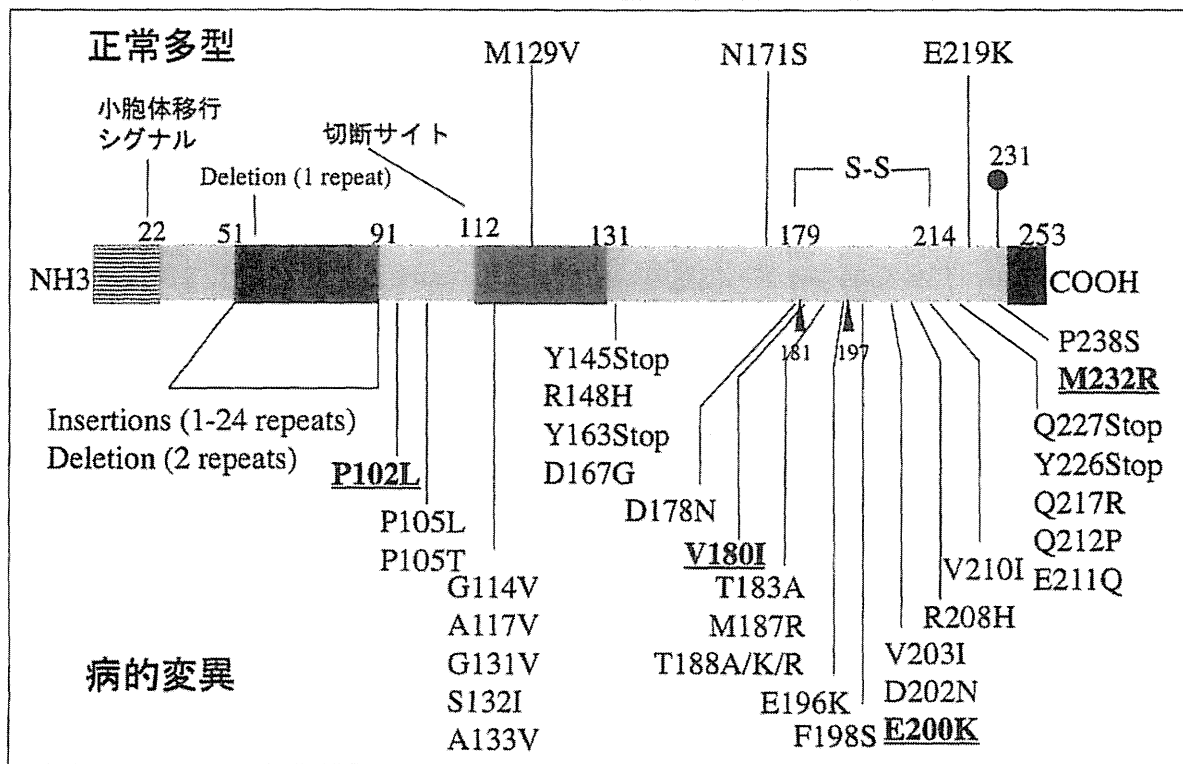 正常多型
M129V
N171S
E219K
小胞体移行
シグナル
切断サイト
Deletion (1 repeat)
S-S
231
22
51
91
112
131
179
214
253
NH3
COOH
181
197
Insertions (1-24 repeats)
Deletion (2 repeats)
P102L
P105L
P105T
G114V
A117V
G131V
S132I
A133V
Y145Stop
R148H
Y163Stop
D167G
D178N
V180I
T183A
M187R
T188A/K/R
E196K
F198S
V203I
D202N
E200K
R208H
V210I
P238S
M232R
Q227Stop
Y226Stop
Q217R
Q212P
E211Q
病的変異